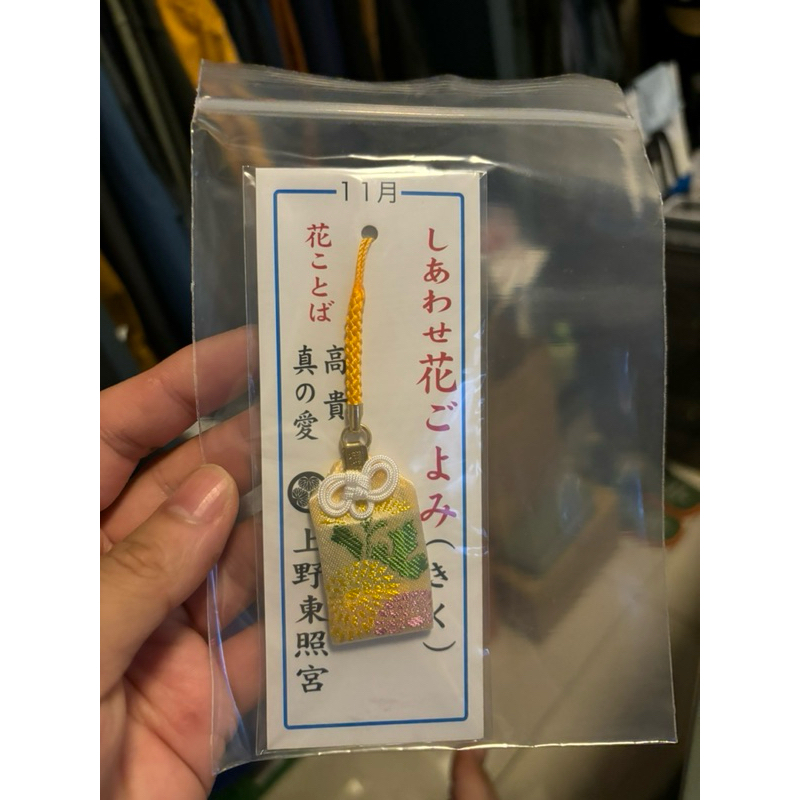 11月
しあわせ花ごよみ(きく)
花ことば
高貴
真の愛
上野東照宮